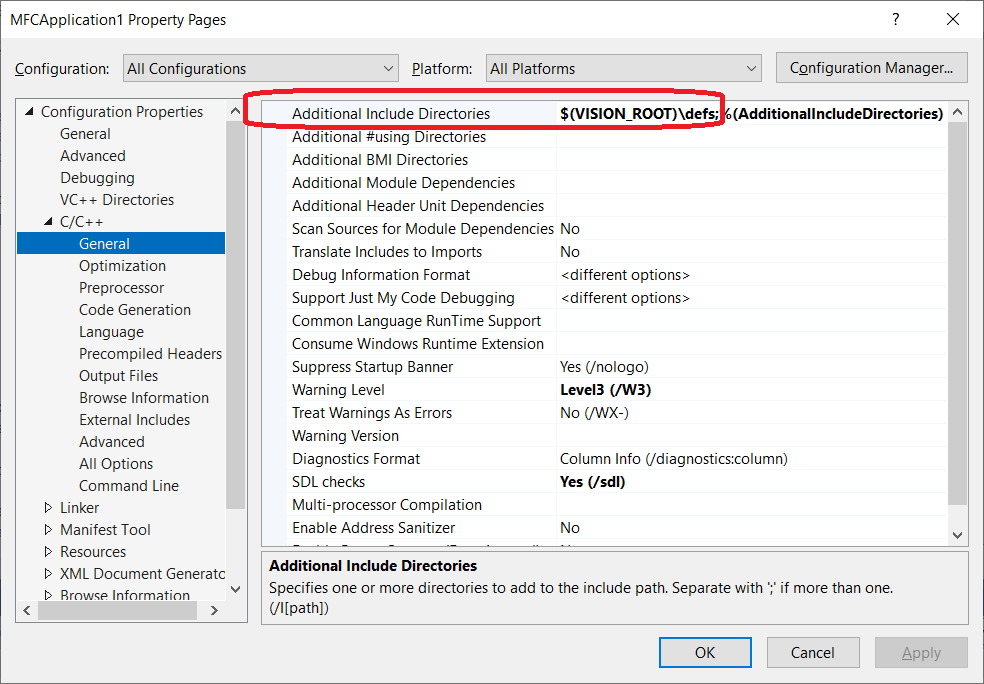 MFCApplication1 Property Pages
? 
Configuration: All Configurations Platform: All Platforms Configuration Manager...
Configuration Properties
General
Advanced
Debugging
VC++ Directories
C/C++
General
Optimization
Preprocessor
Code Generation
Language
Precompiled Headers
Output Files
Browse Information
External Includes
Advanced
All Options
Command Line
Linker
Manifest Tool
Resources
XML Document Generato
Browse Information
Additional Include Directories $(VISION_ROOT)\defs;%(AdditionalIncludeDirectories)
Additional #using Directories
Additional BMI Directories
Additional Module Dependencies
Additional Header Unit Dependencies
Scan Sources for Module Dependencies No
Translate Includes to Imports No
Debug Information Format <different options>
Support Just My Code Debugging <different options>
Common Language RunTime Support
Consume Windows Runtime Extension
Suppress Startup Banner Yes (/nologo)
Warning Level Level3 (/W3)
Treat Warnings As Errors No (/WX-)
Warning Version
Diagnostics Format Column Info (/diagnostics:column)
SDL checks Yes (/sdl)
Multi-processor Compilation
Enable Address Sanitizer No
Additional Include Directories
Specifies one or more directories to add to the include path. Separate with ';' if more than one.
(/I[path])
OK Cancel Apply